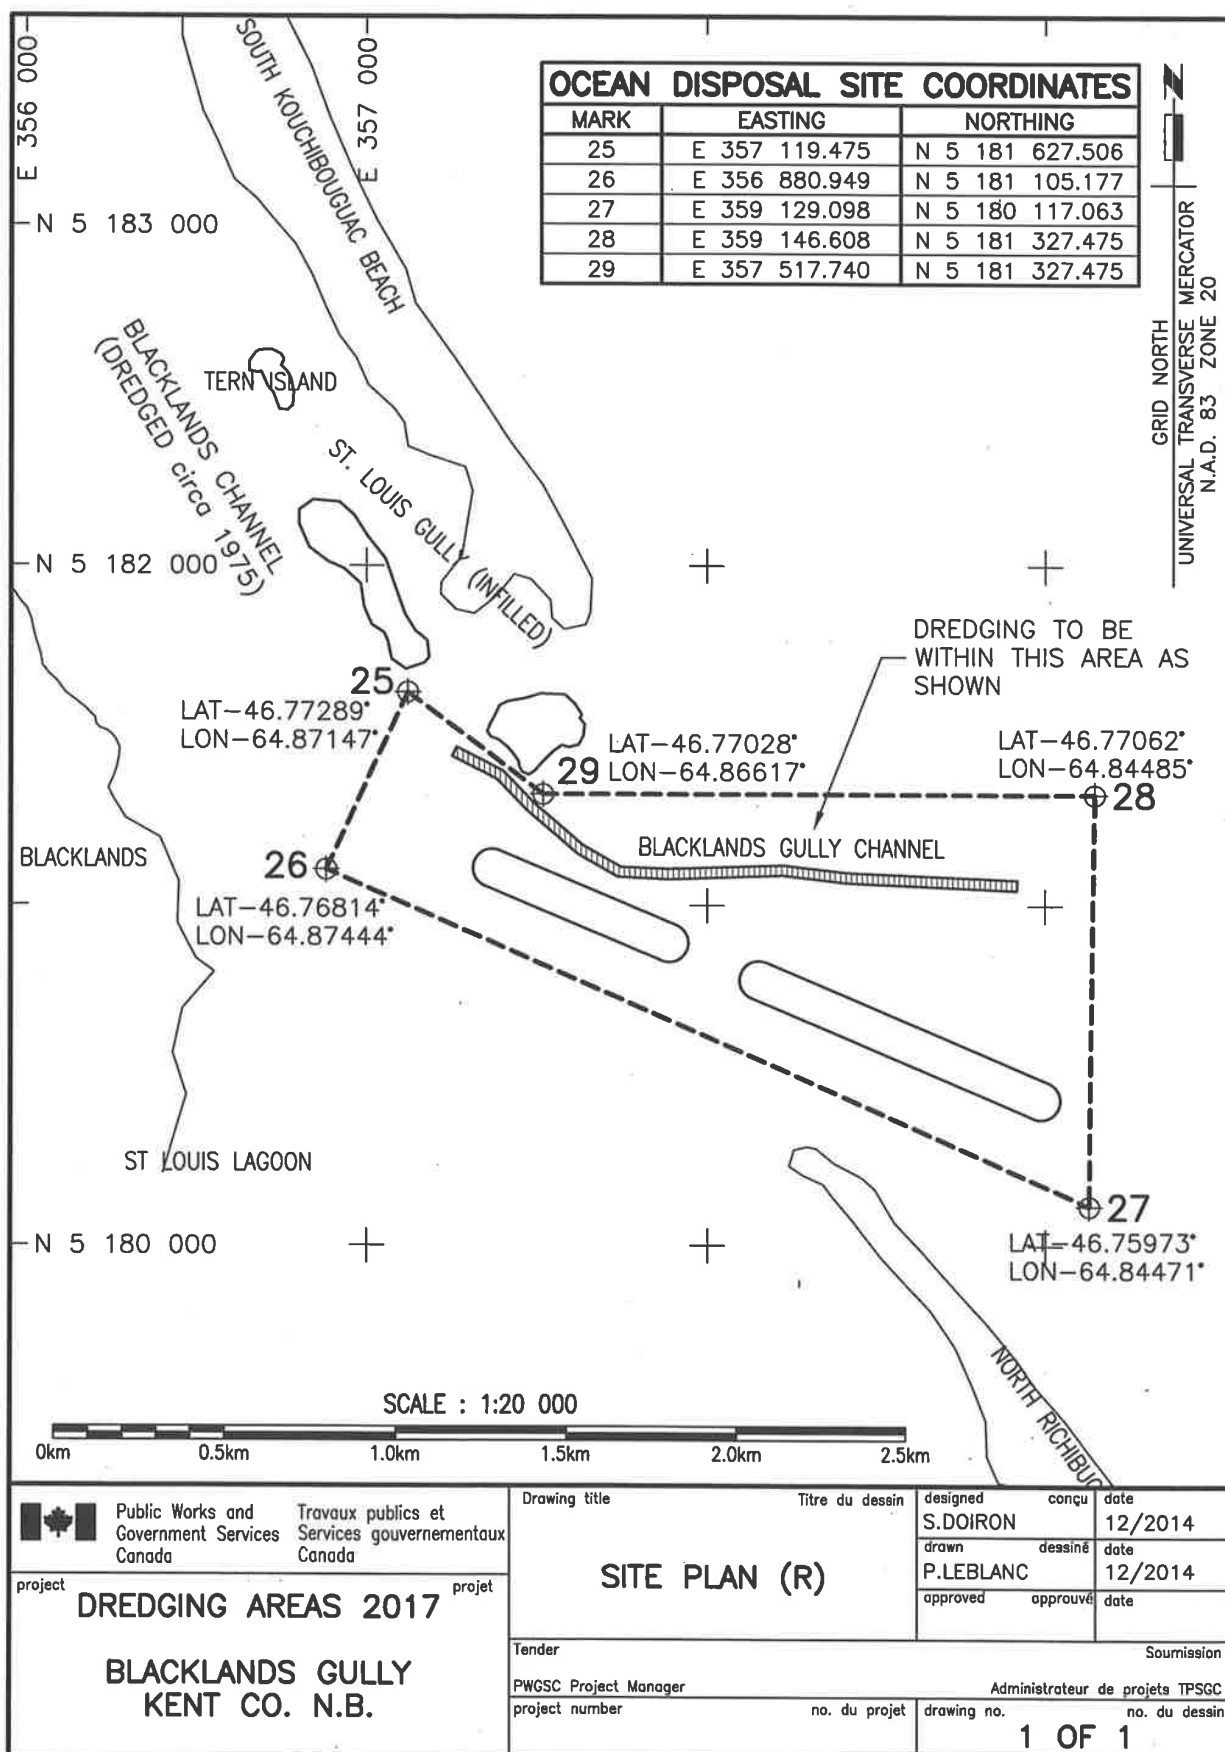 E 356 000
E 357 000
SOUTH KOUCHIBOUGUAC BEACH
OCEAN DISPOSAL SITE COORDINATES
MARK EASTING NORTHING
25 E 357 119.475 N 5 181 627.506
26 E 356 880.949 N 5 181 105.177
27 E 359 129.098 N 5 180 117.063
28 E 359 146.608 N 5 181 327.475
29 E 357 517.740 N 5 181 327.475
N
GRID NORTH
UNIVERSAL TRANSVERSE MERCATOR
N.A.D. 83 ZONE 20
N 5 183 000
BLACKLANDS CHANNEL
(DREDGED circa 1975)
TERN ISLAND
ST. LOUIS GULLY (INFILLED)
N 5 182 000
DREDGING TO BE
WITHIN THIS AREA AS
SHOWN
25
LAT-46.77289°
LON-64.87147°
29
LAT-46.77028°
LON-64.86617°
LAT-46.77062°
LON-64.84485°
28
BLACKLANDS GULLY CHANNEL
BLACKLANDS
26
LAT-46.76814°
LON-64.87444°
ST LOUIS LAGOON
27
LAT-46.75973°
LON-64.84471°
N 5 180 000
NORTH RICHIBUC
SCALE : 1:20 000
0km 0.5km 1.0km 1.5km 2.0km 2.5km
Public Works and
Government Services
Canada
Travaux publics et
Services gouvernementaux
Canada
project projet
DREDGING AREAS 2017
BLACKLANDS GULLY
KENT CO. N.B.
Drawing title Titre du dessin
SITE PLAN (R)
designed conçu date
S.DOIRON 12/2014
drawn dessiné date
P.LEBLANC 12/2014
approved approuvé date
Tender Soumission
PWGSC Project Manager Administrateur de projets TPSGC
project number no. du projet
drawing no. no. du dessin
1 OF 1